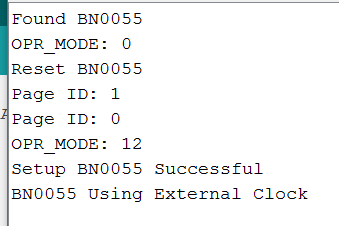 Found BN0055
OPR_MODE: 0
Reset BN0055
Page ID: 1
Page ID: 0
OPR_MODE: 12
Setup BN0055 Successful
BN0055 Using External Clock